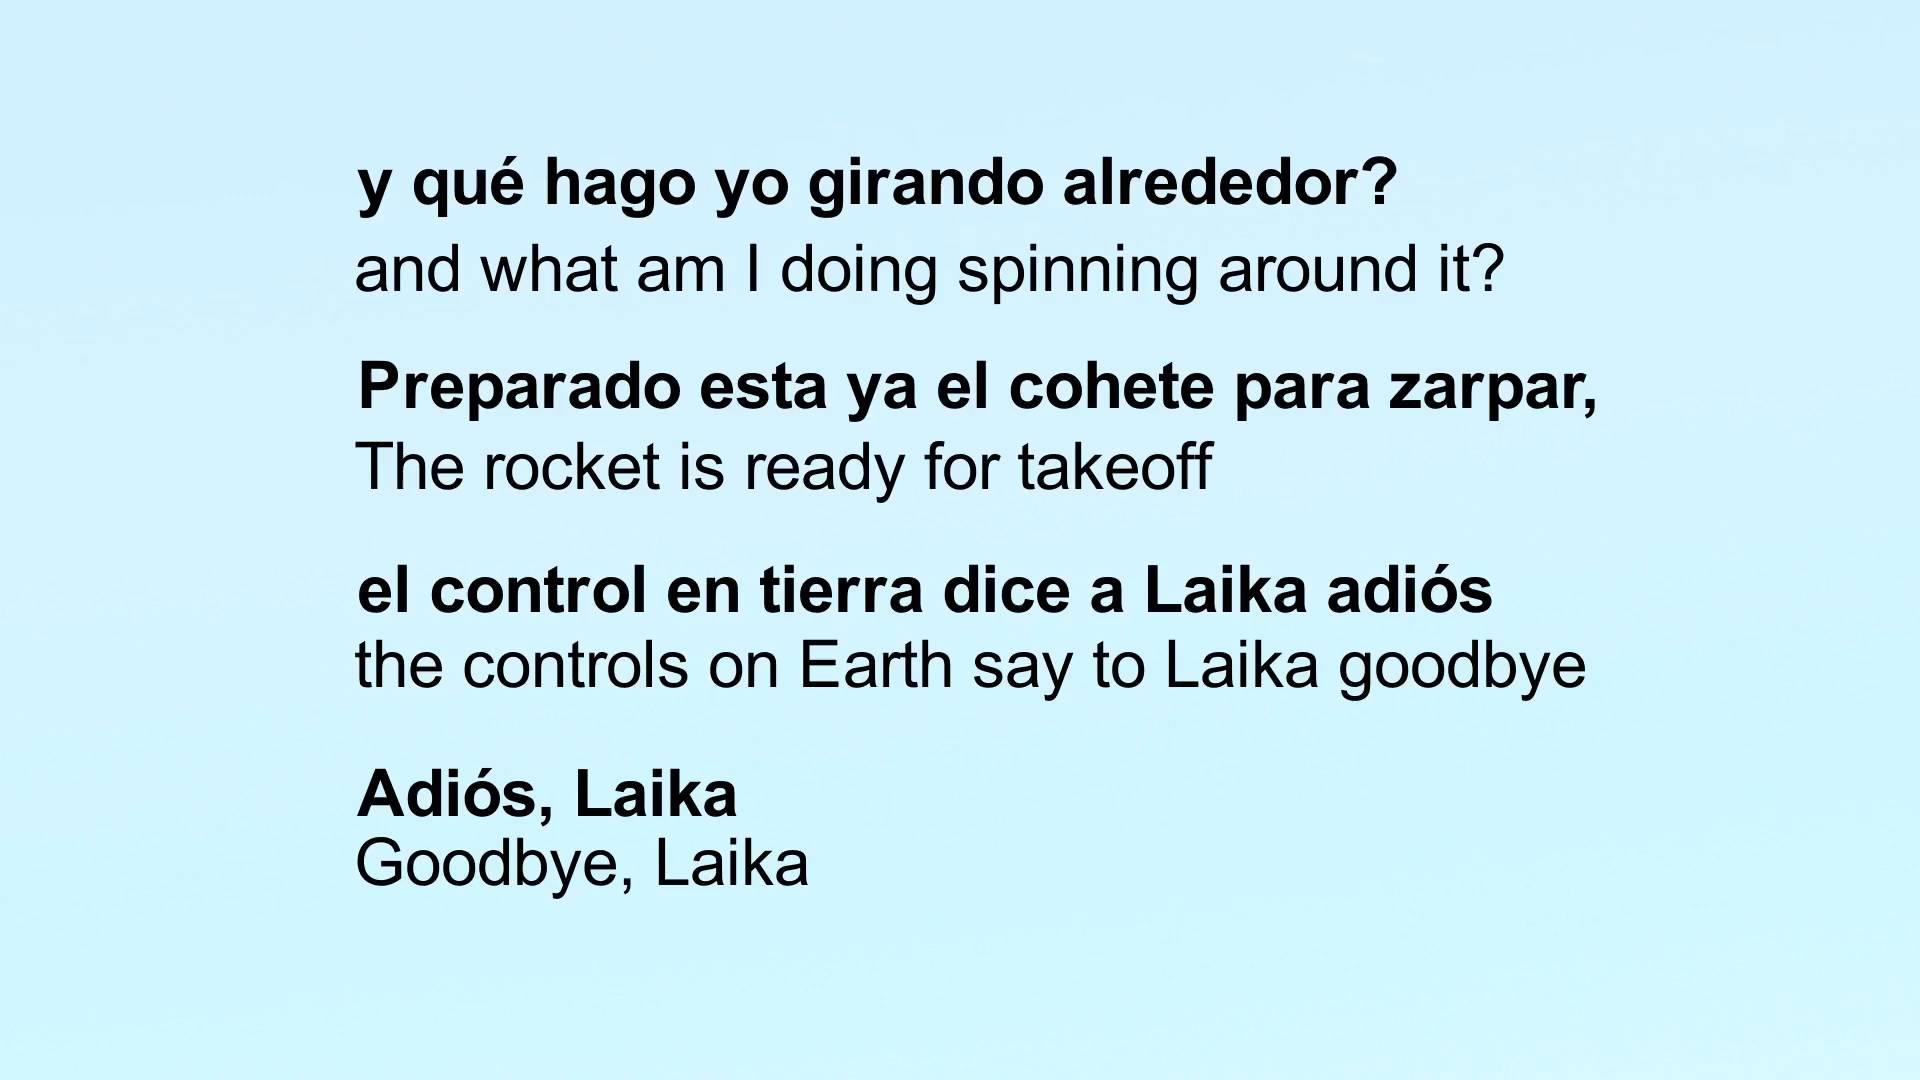 y qué hago yo girando alrededor?
and what am I doing spinning around it?
Preparado esta ya el cohete para zarpar,
The rocket is ready for takeoff
el control en tierra dice a Laika adiós
the controls on Earth say to Laika goodbye
Adiós, Laika
Goodbye, Laika